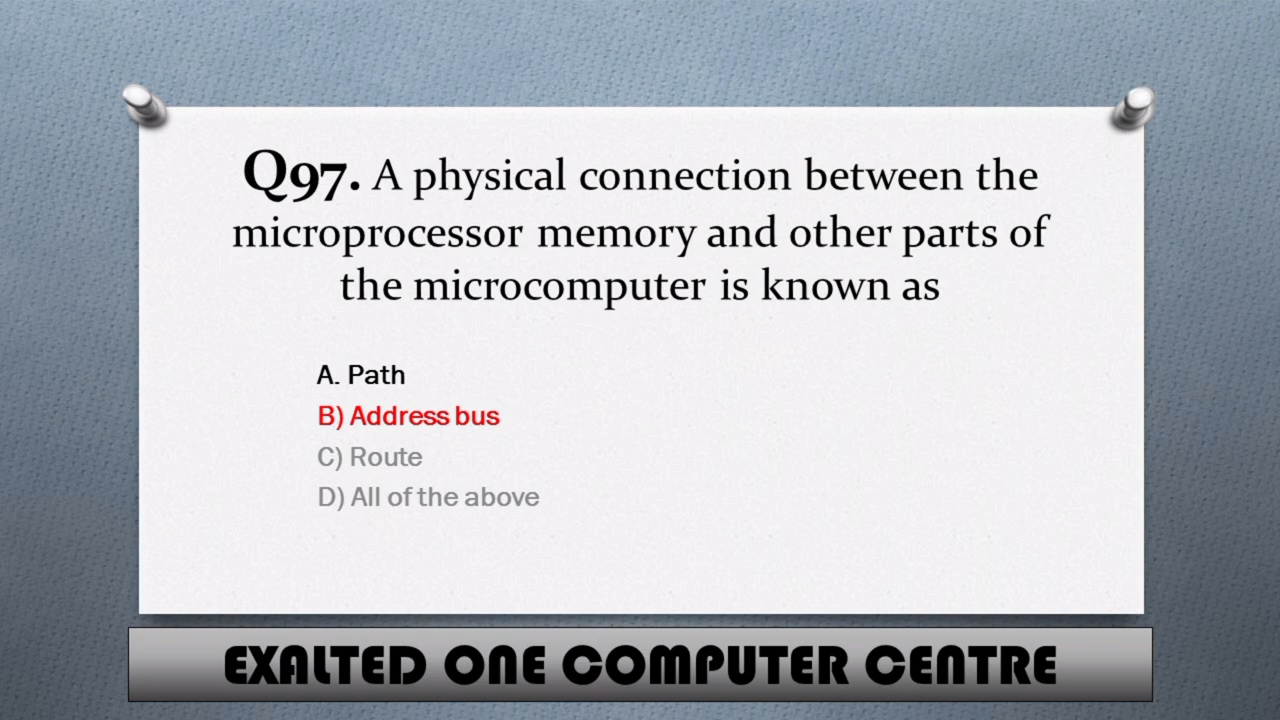 Q97. A physical connection between the
microprocessor memory and other parts of
the microcomputer is known as
A. Path
B) Address bus
C) Route
D) All of the above
EXALTED ONE COMPUTER CENTRE